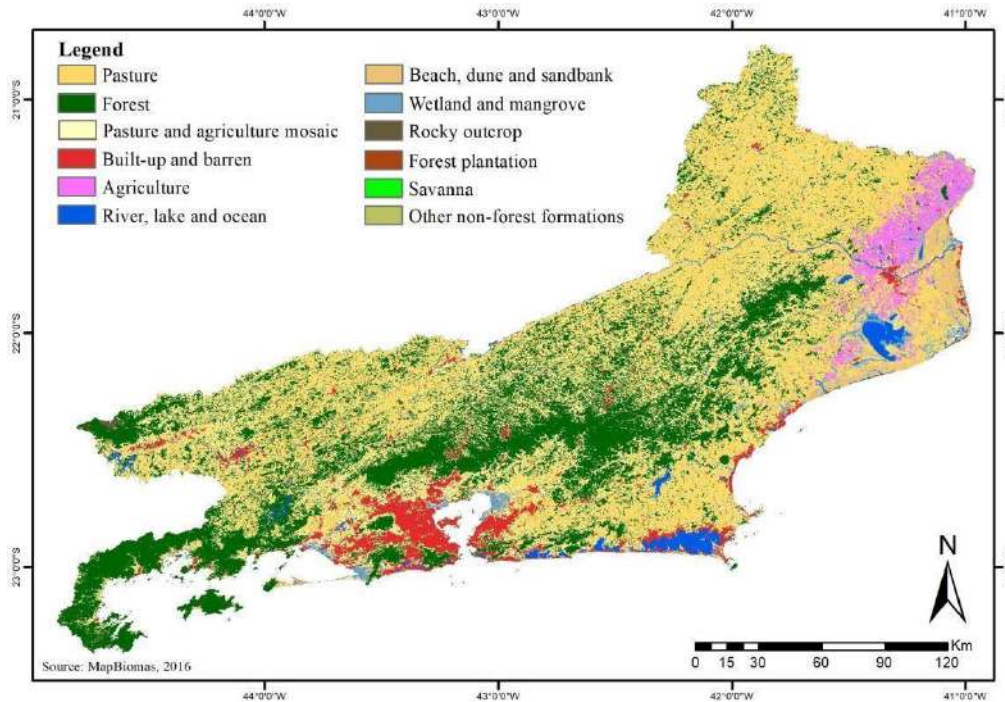 44°0'0"W 43°0'0"W 42°0'0"W 41°0'0"W
Legend
Pasture
Forest
Pasture and agriculture mosaic
Built-up and barren
Agriculture
River, lake and ocean
Beach, dune and sandbank
Wetland and mangrove
Rocky outcrop
Forest plantation
Savanna
Other non-forest formations
21°0'0"S
22°0'0"S
23°0'0"S
N
Km
0 15 30 60 90 120
Source: MapBiomas, 2016
44°0'0"W 43°0'0"W 42°0'0"W 41°0'0"W